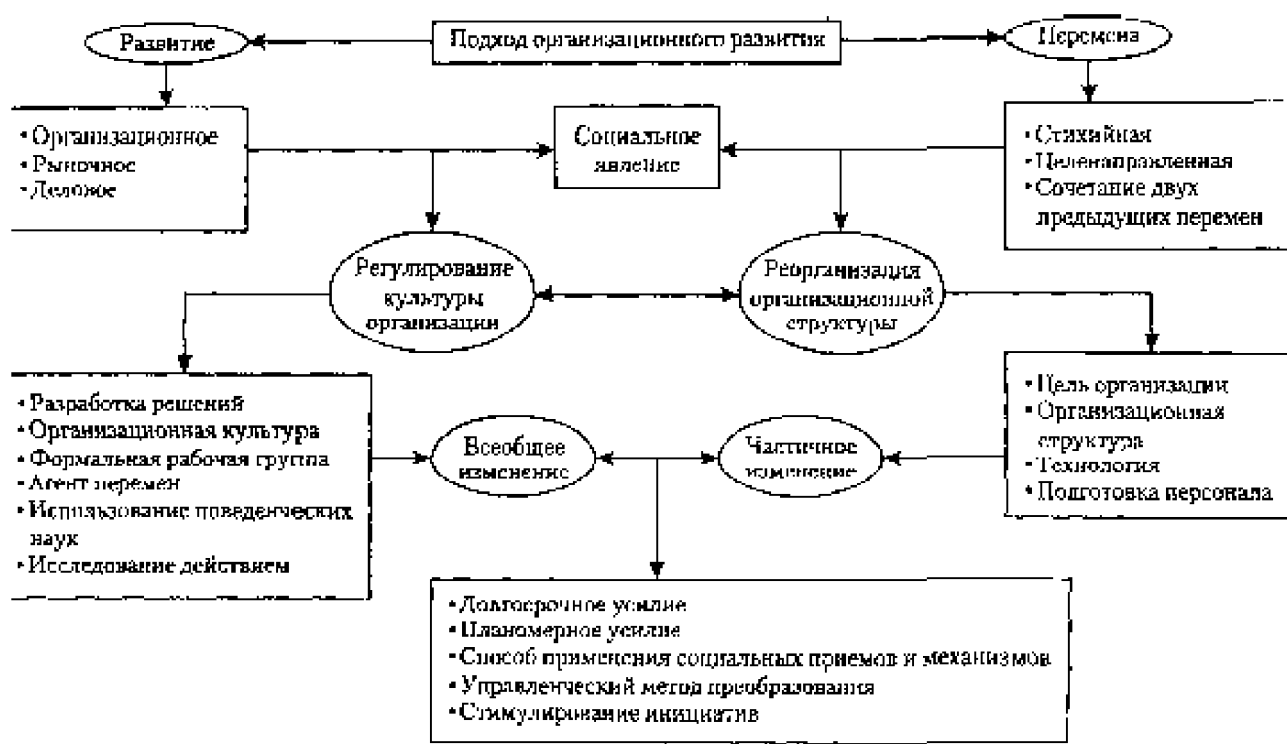 Развитие
Подход организационного развития
Перемена
• Организационное
• Рыночное
• Деловое
Социальное
явление
• Стихийная
• Целенаправленная
• Сочетание двух
предыдущих перемен
Регулирование
культуры
организации
Реорганизация
организационной
структуры
• Разработка решений
• Организационная культура
• Формальная рабочая группа
• Агент перемен
• Использование поведенческих
наук
• Исследование действием
Всеобщее
изменение
Частичное
изменение
• Цель организации
• Организационная
структура
• Технология
• Подготовка персонала
• Долгосрочное усилие
• Планомерное усилие
• Способ применения социальных приемов и механизмов
• Управленческий метод преобразования
• Стимулирование инициатив